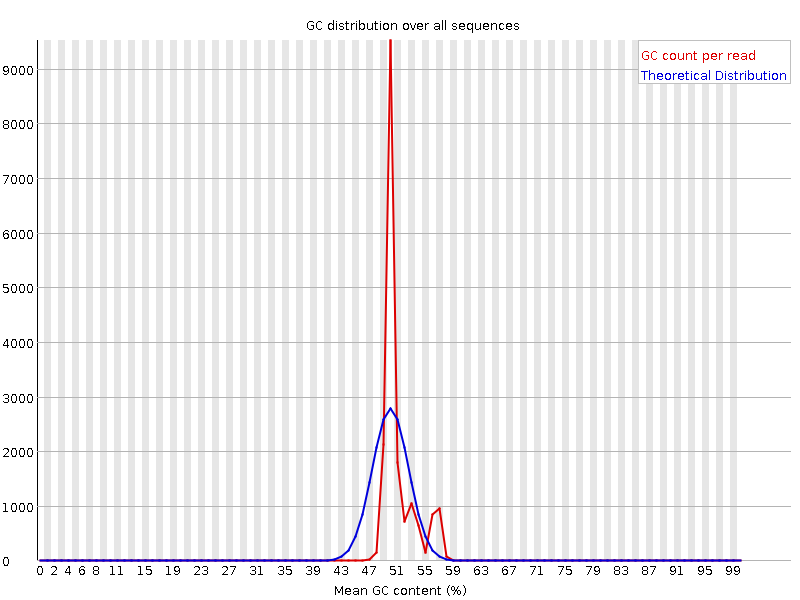 GC distribution over all sequences
GC count per read
Theoretical Distribution
9000
8000
7000
6000
5000
4000
3000
2000
1000
0
0 2 4 6 8 11 15 19 23 27 31 35 39 43 47 51 55 59 63 67 71 75 79 83 87 91 95 99
Mean GC content (%)